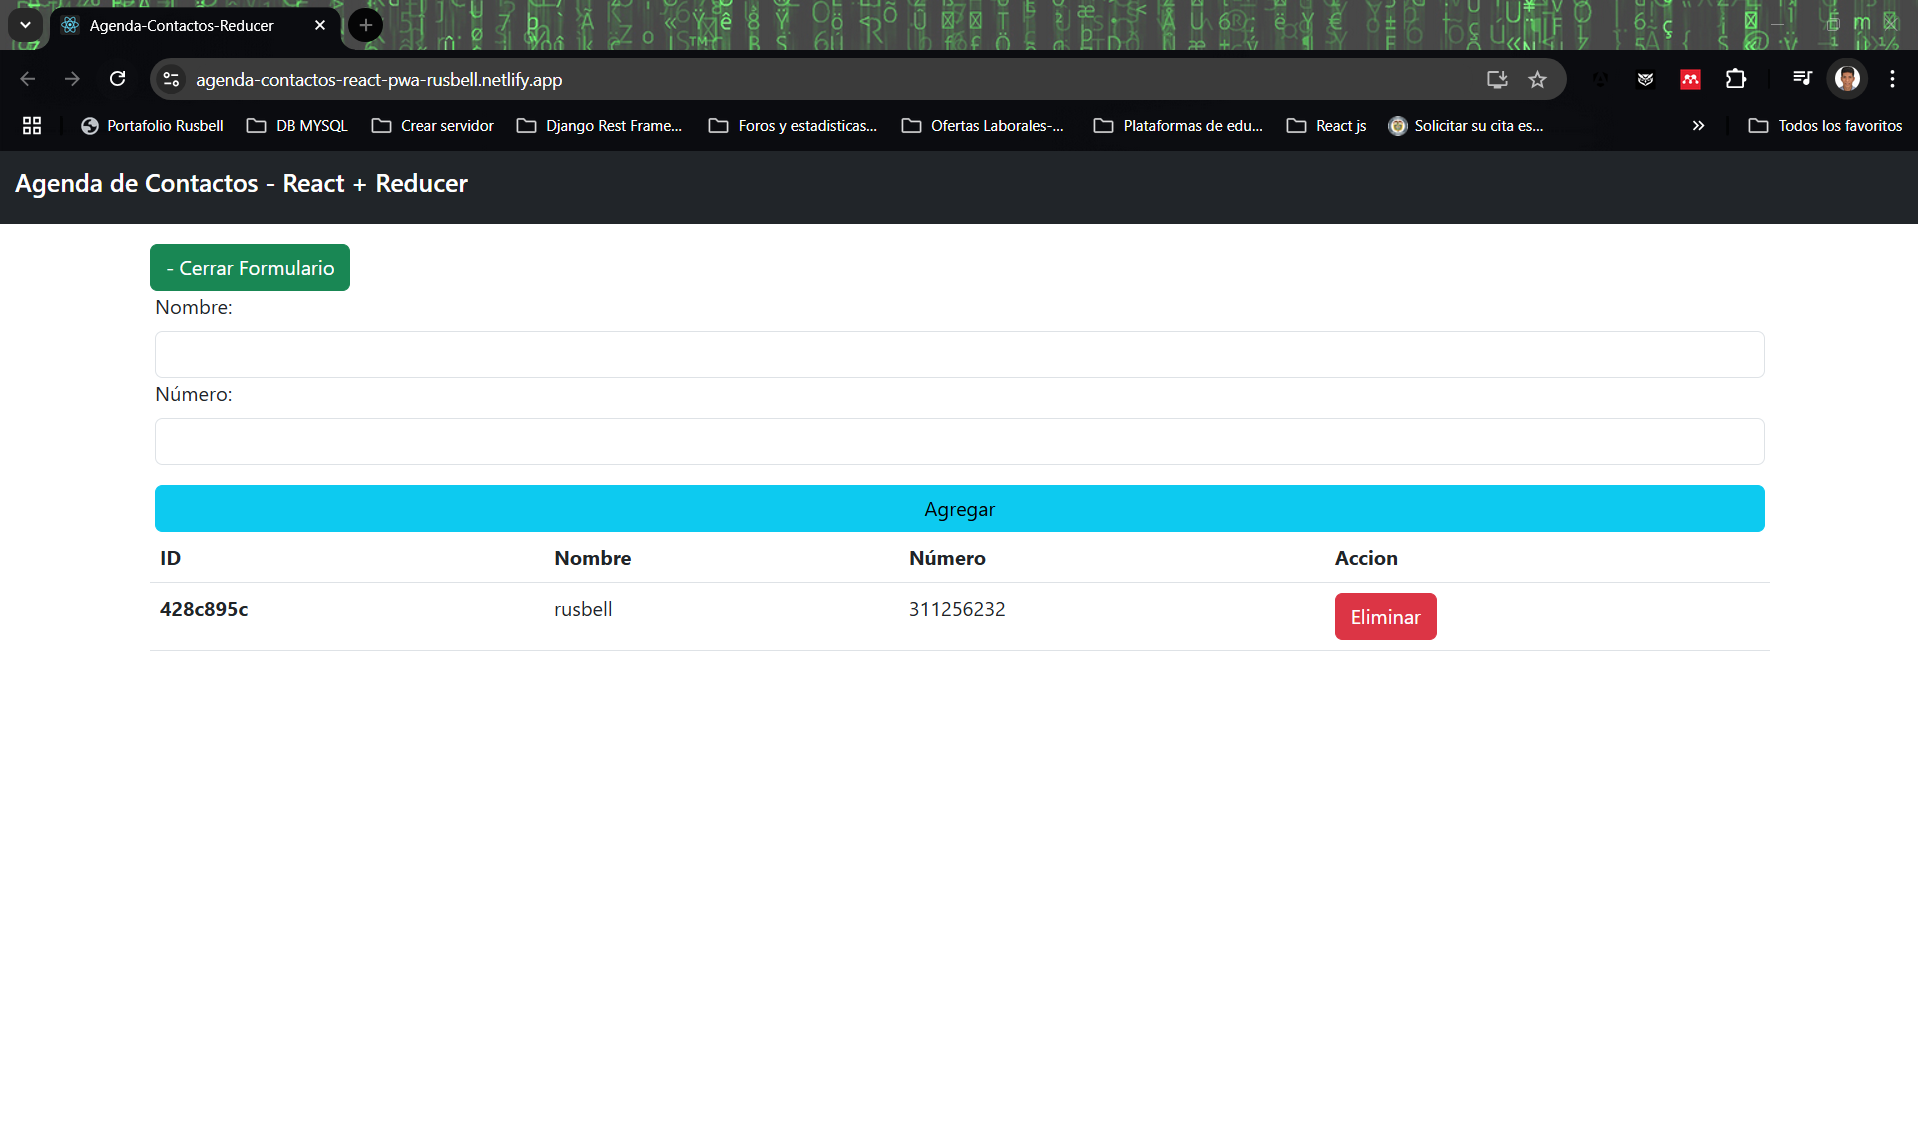 Agenda-Contactos-Reducer
agenda-contactos-react-pwa-rusbell.netlify.app
Portafolio Rusbell DB MYSQL Crear servidor Django Rest Frame... Foros y estadisticas... Ofertas Laborales-... Plataformas de edu... React js Solicitar su cita es... Todos los favoritos
Agenda de Contactos - React + Reducer
- Cerrar Formulario
Nombre:
Número:
Agregar
ID Nombre Número Accion
428c895c rusbell 311256232 Eliminar